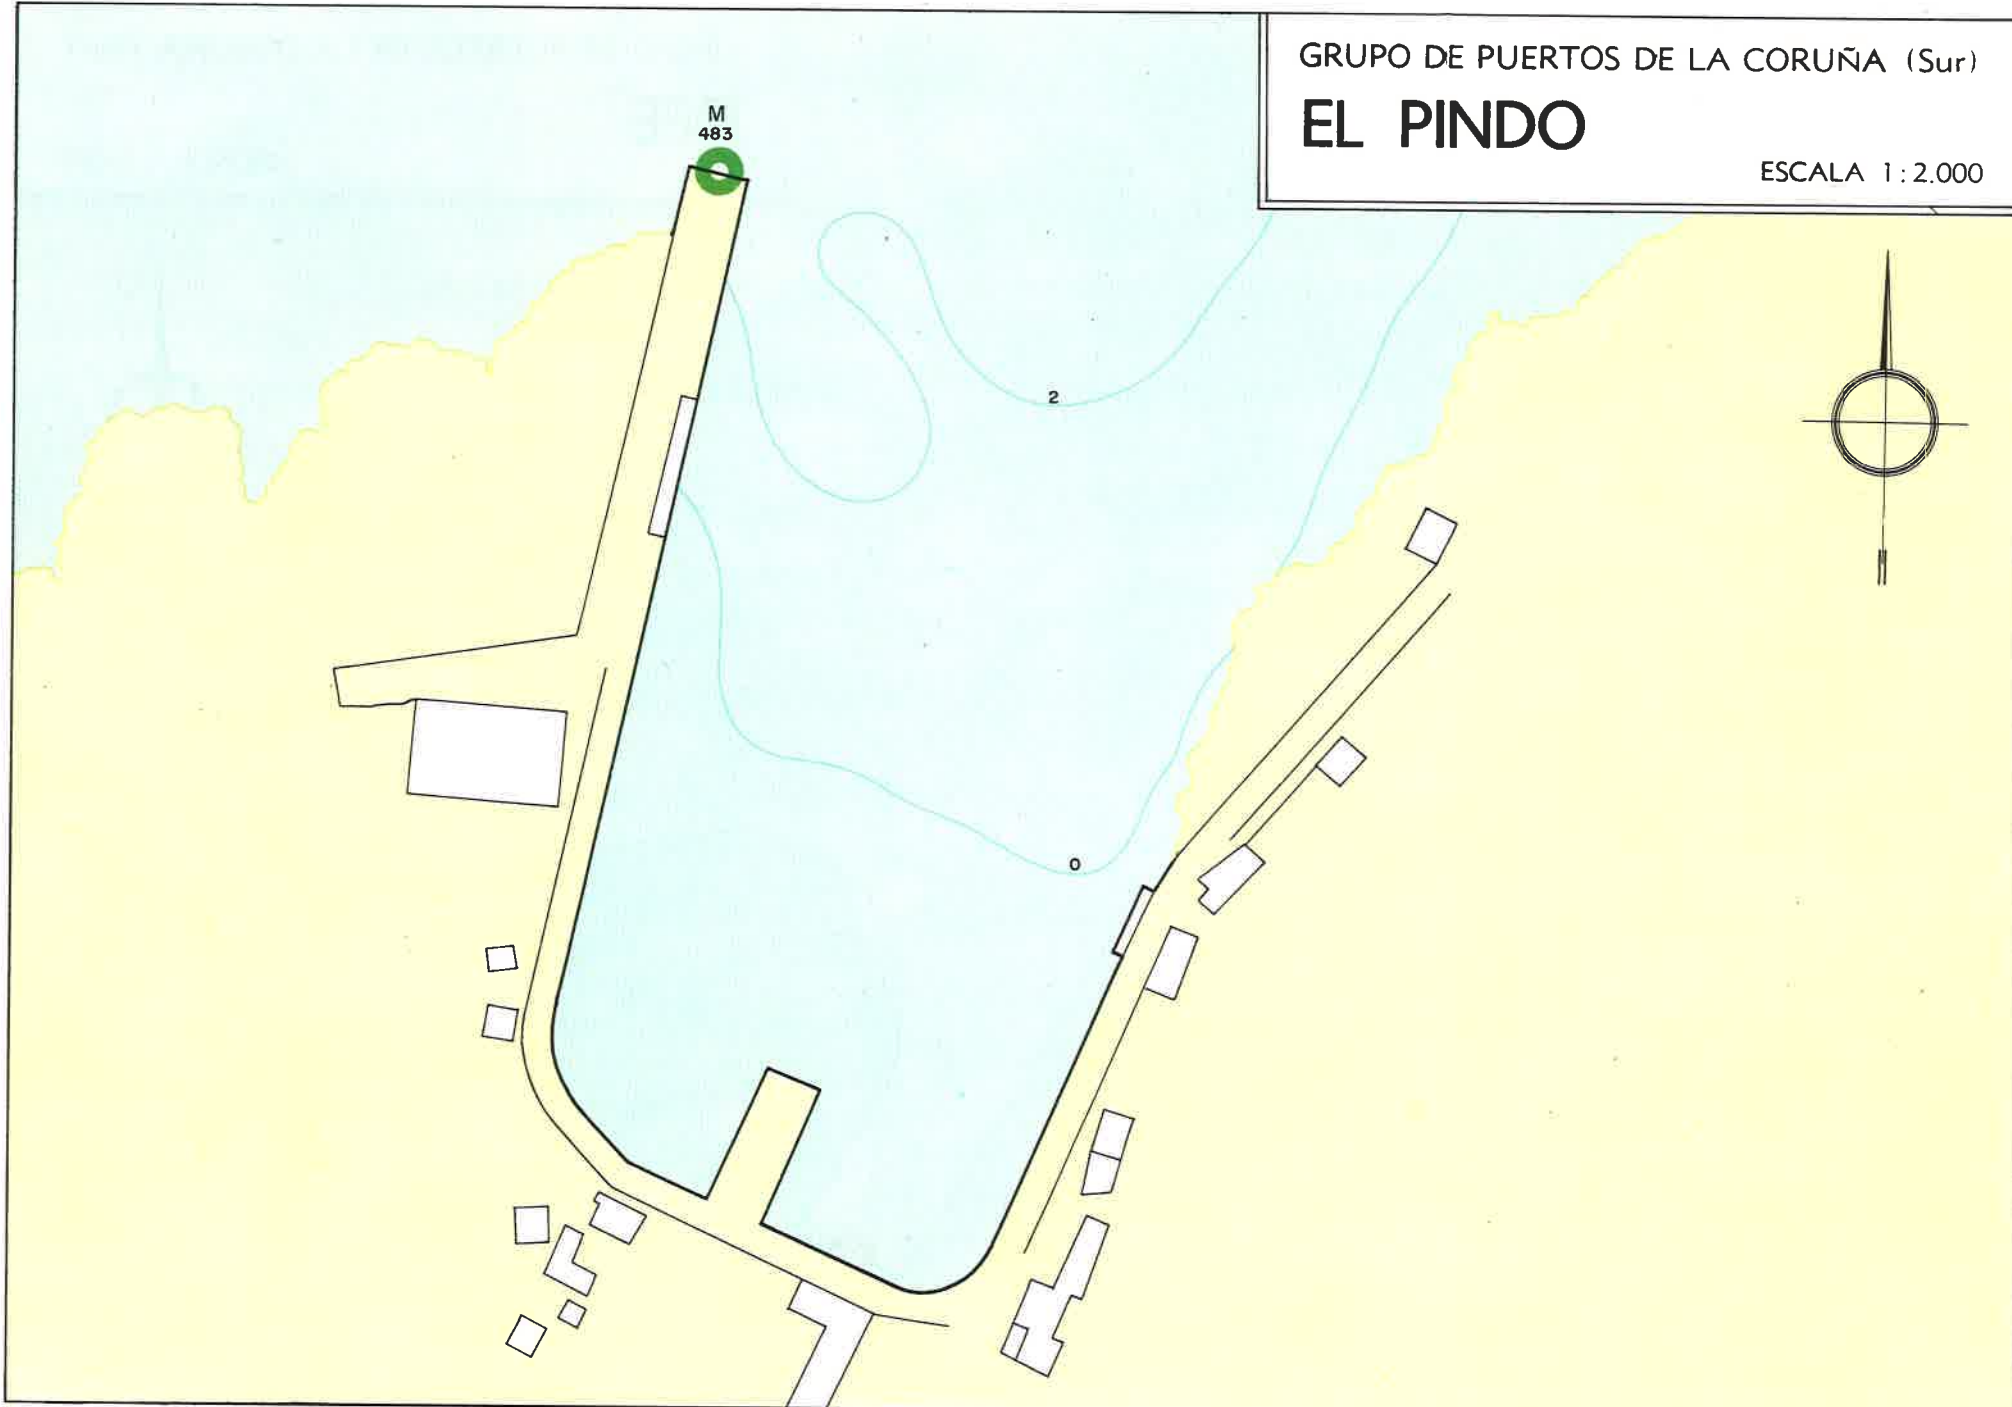 GRUPO DE PUERTOS DE LA CORUÑA (Sur)
EL PINDO
ESCALA 1:2.000
M
483
2
0